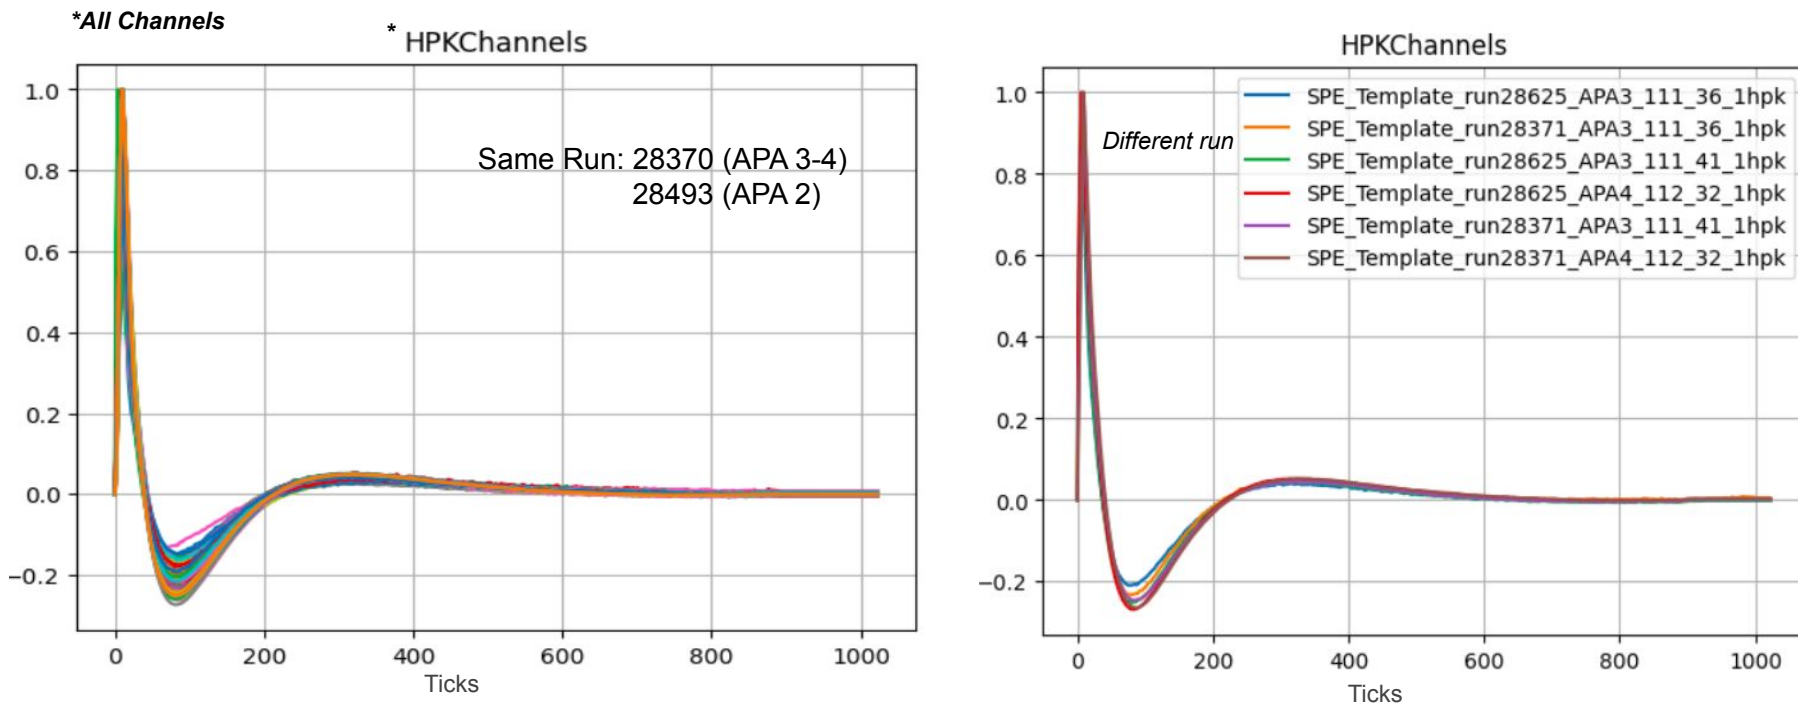 *All Channels
* HPKChannels
Same Run: 28370 (APA 3-4)
28493 (APA 2)
1.0
0.8
0.6
0.4
0.2
0.0
−0.2
0
200
400
600
800
1000
Ticks
HPKChannels
Different run
SPE_Template_run28625_APA3_111_36_1hpk
SPE_Template_run28371_APA3_111_36_1hpk
SPE_Template_run28625_APA3_111_41_1hpk
SPE_Template_run28625_APA4_112_32_1hpk
SPE_Template_run28371_APA3_111_41_1hpk
SPE_Template_run28371_APA4_112_32_1hpk
1.0
0.8
0.6
0.4
0.2
0.0
−0.2
0
200
400
600
800
1000
Ticks